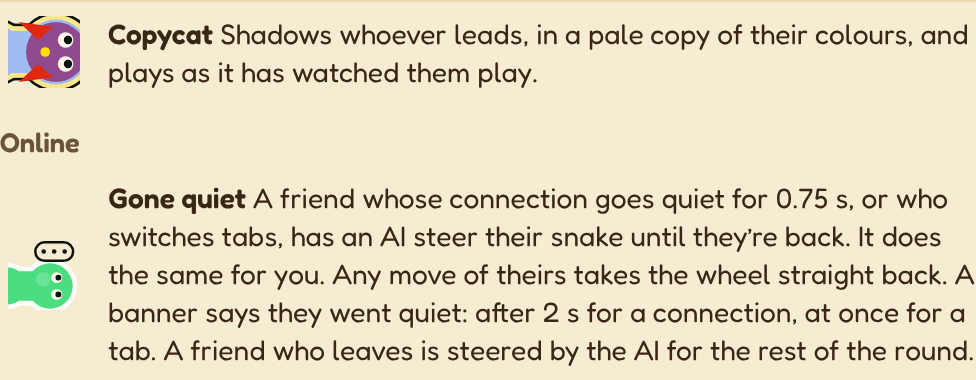 Copycat Shadows whoever leads, in a pale copy of their colours, and
plays as it has watched them play.
Online
Gone quiet A friend whose connection goes quiet for 0.75 s, or who
switches tabs, has an AI steer their snake until they’re back. It does
the same for you. Any move of theirs takes the wheel straight back. A
banner says they went quiet: after 2 s for a connection, at once for a
tab. A friend who leaves is steered by the AI for the rest of the round.